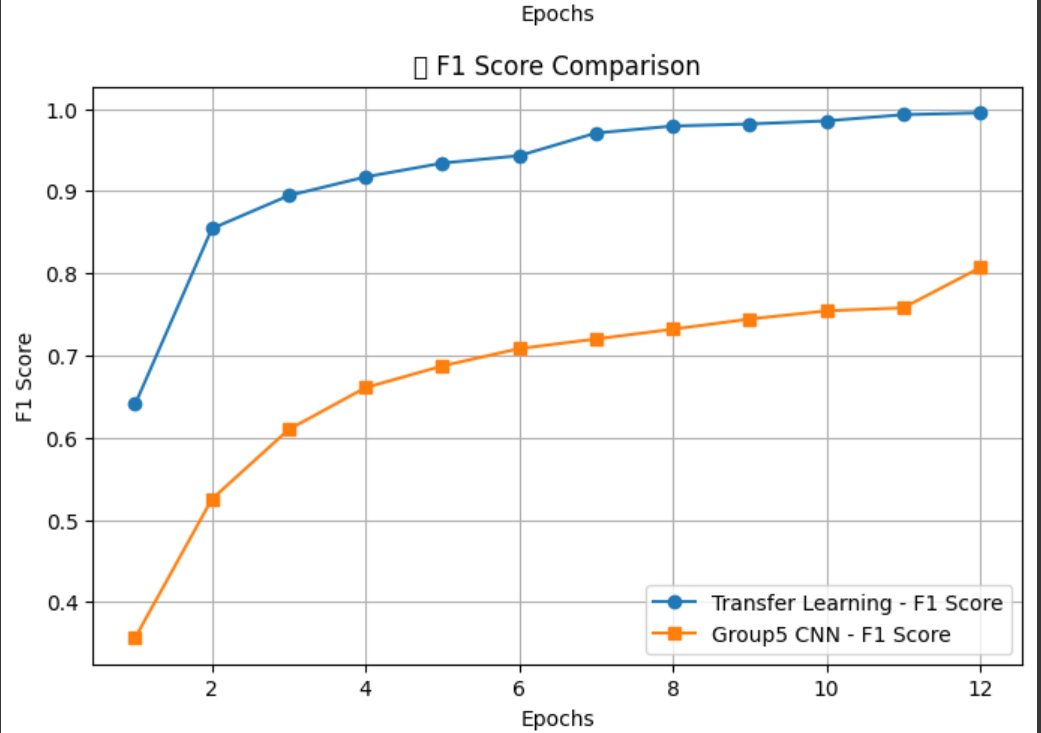 Epochs
F1 Score Comparison
1.0
0.9
0.8
0.7
0.6
0.5
0.4
F1 Score
Transfer Learning - F1 Score
Group5 CNN - F1 Score
2 4 6 8 10 12
Epochs